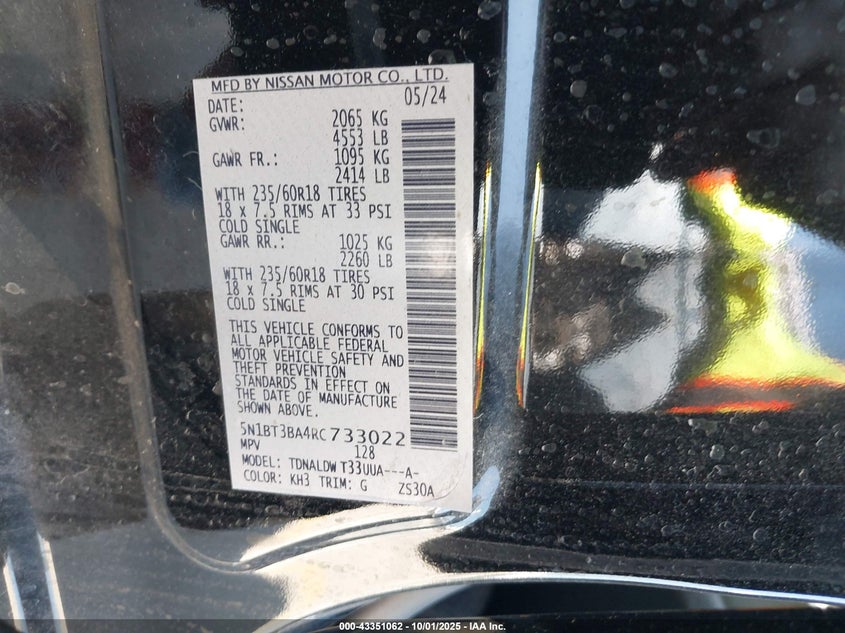 MFD BY NISSAN MOTOR CO., LTD.
DATE: 05/24
GVWR: 2065 KG
4553 LB
GAWR FR.: 1095 KG
2414 LB
WITH 235/60R18 TIRES
18 x 7.5 RIMS AT 33 PSI
COLD SINGLE
GAWR RR.: 1025 KG
2260 LB
WITH 235/60R18 TIRES
18 x 7.5 RIMS AT 30 PSI
COLD SINGLE
THIS VEHICLE CONFORMS TO
ALL APPLICABLE FEDERAL
MOTOR VEHICLE SAFETY AND
THEFT PREVENTION
STANDARDS IN EFFECT ON
THE DATE OF MANUFACTURE
SHOWN ABOVE.
5N1BT3BA4RC733022
MPV 128
MODEL: TDNALDW T33UUA---A-
COLOR: KH3 TRIM: G ZS30A
000-43351062 - 10/01/2025 - IAA Inc.